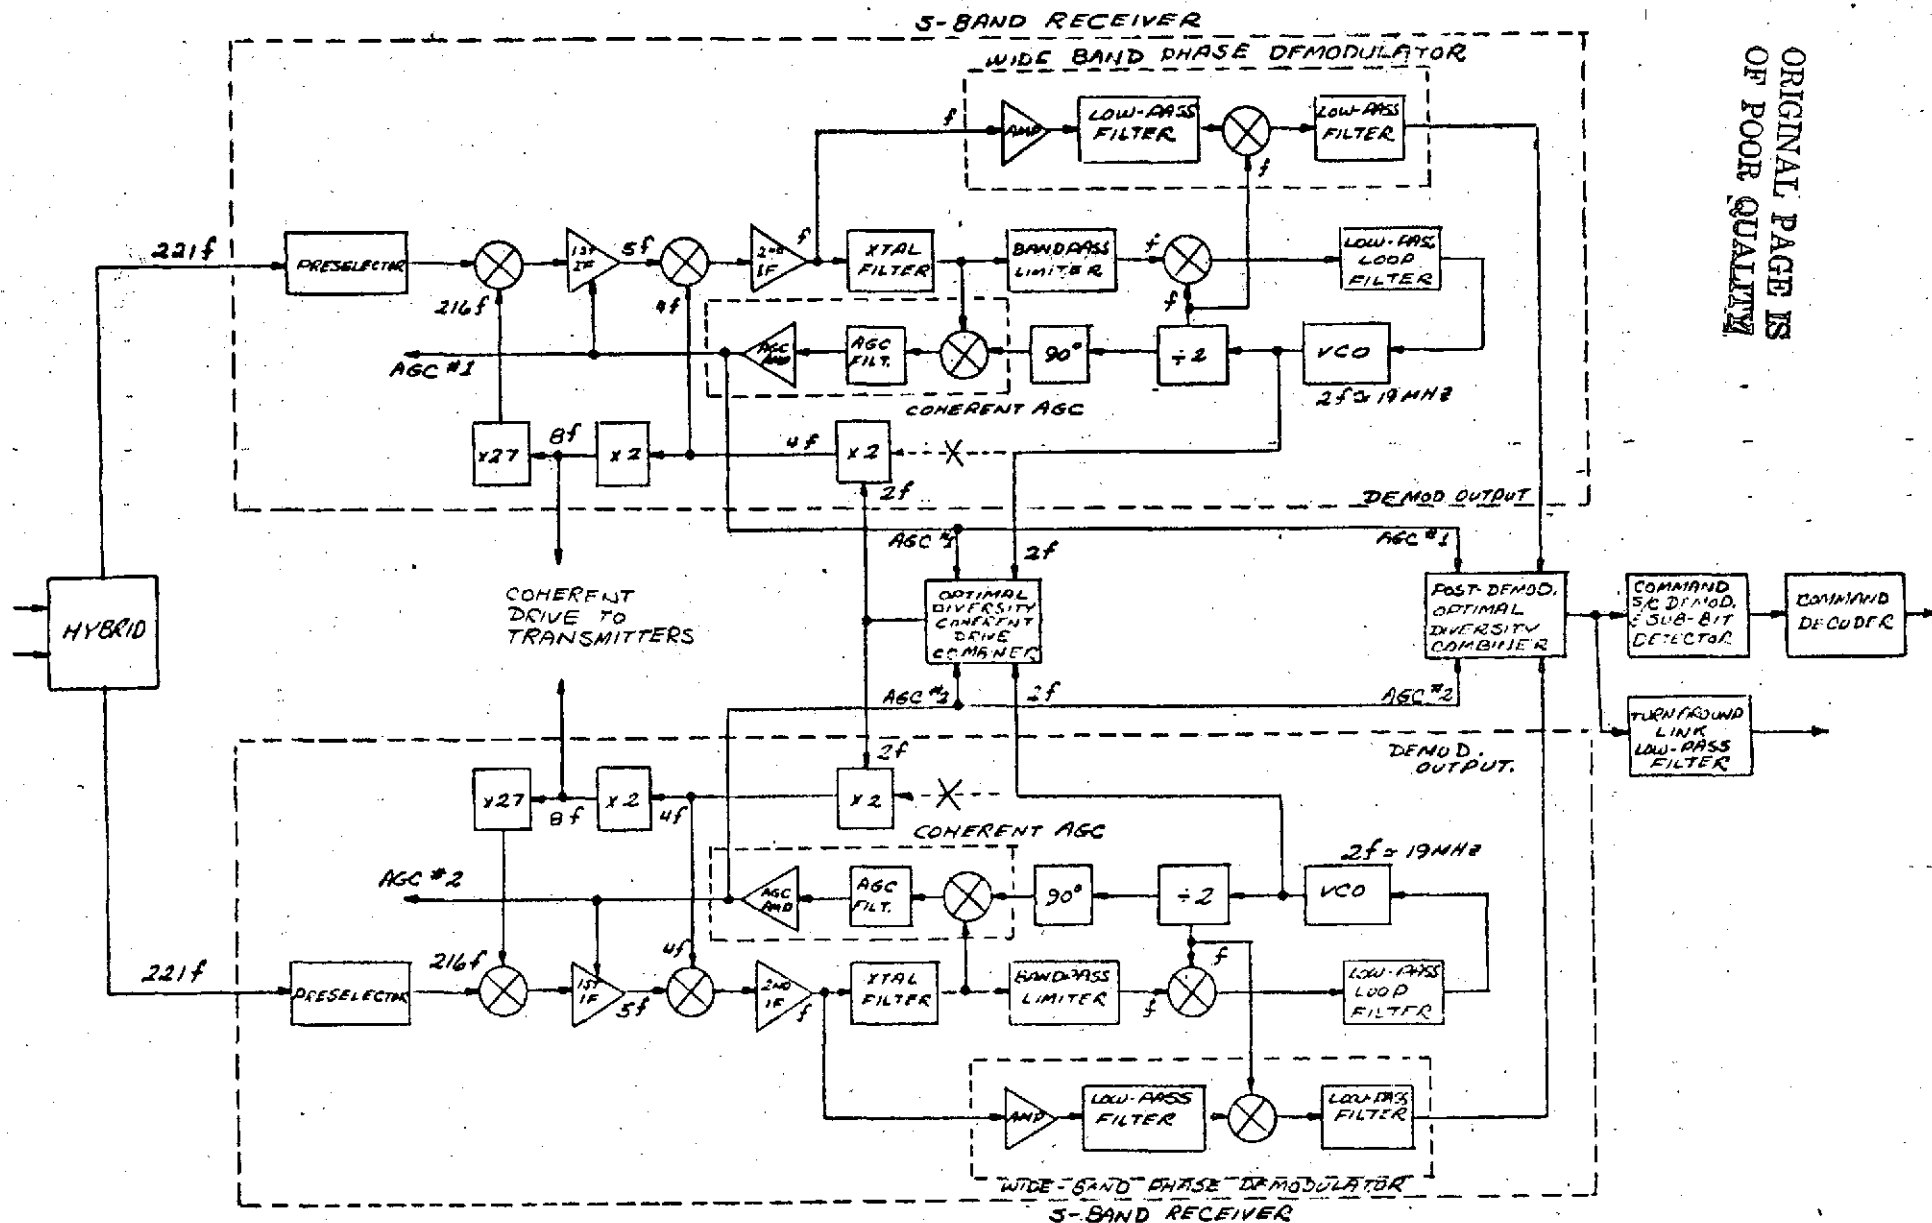 S-BAND RECEIVER
WIDE BAND PHASE DEMODULATOR
ORIGINAL PAGE IS
OF POOR QUALITY
f
AMP
LOW-PASS
FILTER
f
LOW-PASS
FILTER
221f
PRESELECTOR
216f
1ST
IF
5f
4f
2ND
IF
f
XTAL
FILTER
BANDPASS
LIMITER
f
f
LOW-PASS
LOOP
FILTER
AGC #1
AGC
AMP
AGC
FILT.
90°
÷2
VCO
2f ≃ 19 MHZ
COHERENT AGC
x27
8f
x2
4f
x2
X
2f
DEMOD OUTPUT
AGC #1
2f
AGC #1
HYBRID
COHERENT
DRIVE TO
TRANSMITTERS
OPTIMAL
DIVERSITY
COHERENT
DRIVE
COMBINER
POST-DEMOD.
OPTIMAL
DIVERSITY
COMBINER
COMMAND
S/C DEMOD.
& SUB-BIT
DETECTOR
COMMAND
DECODER
2f
AGC #2
TURNAROUND
LINK
LOW-PASS
FILTER
2f
DEMOD.
OUTPUT.
x27
8f
x2
4f
x2
X
COHERENT AGC
2f ≃ 19 MHZ
AGC #2
AGC
AMP
AGC
FILT.
90°
÷2
VCO
221f
PRESELECTOR
216f
1ST
IF
5f
4f
2ND
IF
f
XTAL
FILTER
BANDPASS
LIMITER
f
f
LOW-PASS
LOOP
FILTER
AMP
LOW-PASS
FILTER
LOW-PASS
FILTER
WIDE-BAND PHASE DEMODULATOR
S-BAND RECEIVER